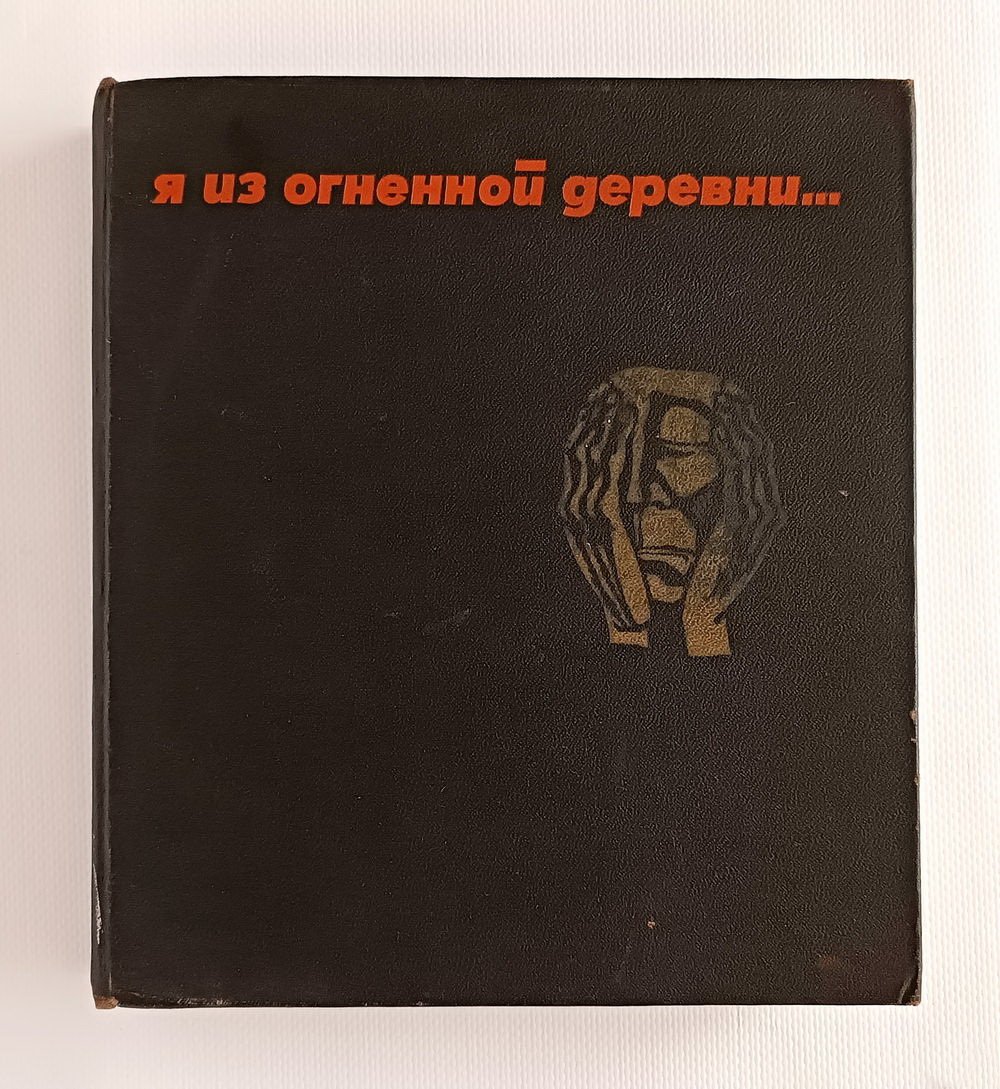 я из огненной деревни...